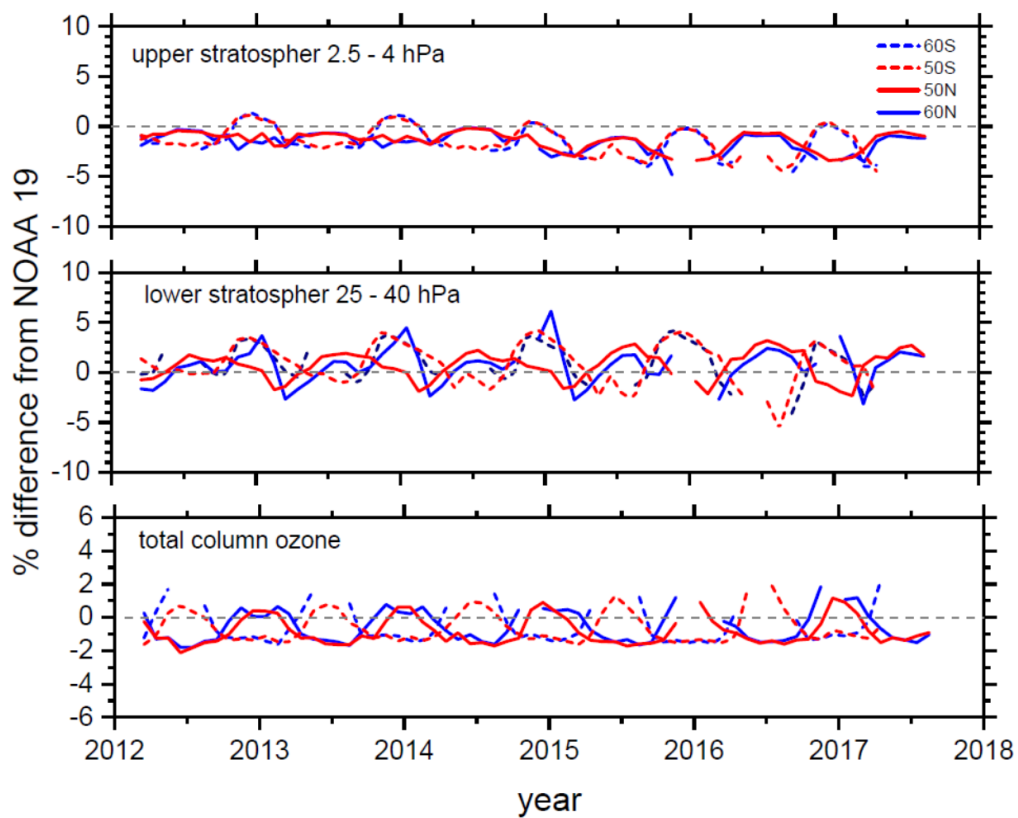 % difference from NOAA 19
10
upper stratospher 2.5 - 4 hPa
60S
50S
50N
60N
5
0
-5
-10
10
lower stratospher 25 - 40 hPa
5
0
-5
-10
6
total column ozone
4
2
0
-2
-4
-6
2012 2013 2014 2015 2016 2017 2018
year